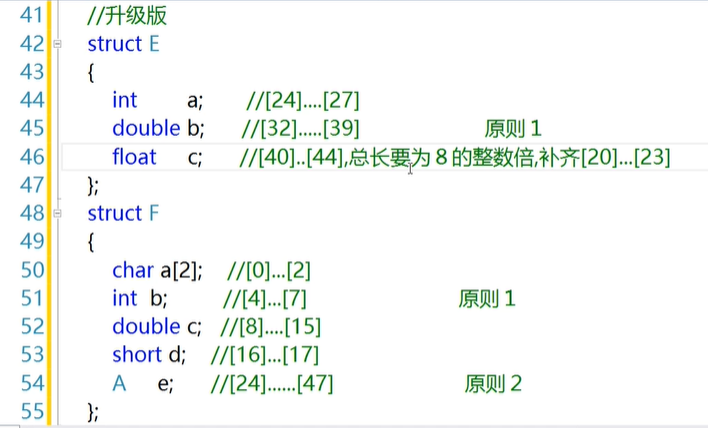 41 //升级版
42 struct E
43 {
44 int a; //[24]....[27]
45 double b; //[32].....[39] 原则1
46 float c; //[40]..[44],总长要为8的整数倍,补齐[20]...[23]
47 };
48 struct F
49 {
50 char a[2]; //[0]...[2]
51 int b; //[4]...[7] 原则1
52 double c; //[8]....[15]
53 short d; //[16]...[17]
54 A e; //[24]......[47] 原则2
55 };